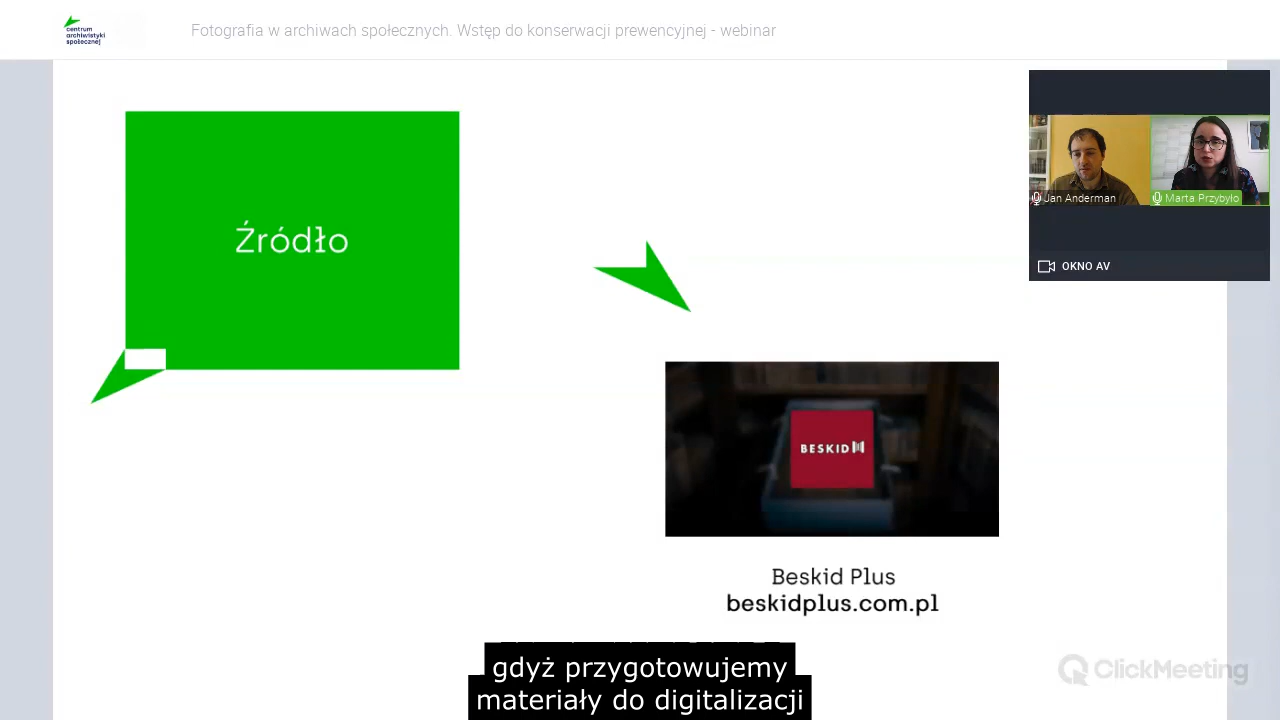 centrum
archiwistyki
społecznej
Fotografia w archiwach społecznych. Wstęp do konserwacji prewencyjnej - webinar
Jan Anderman
Marta Przybyło
OKNO AV
Źródło
BESKID
Beskid Plus
beskidplus.com.pl
gdyż przygotowujemy
materiały do digitalizacji
ClickMeeting